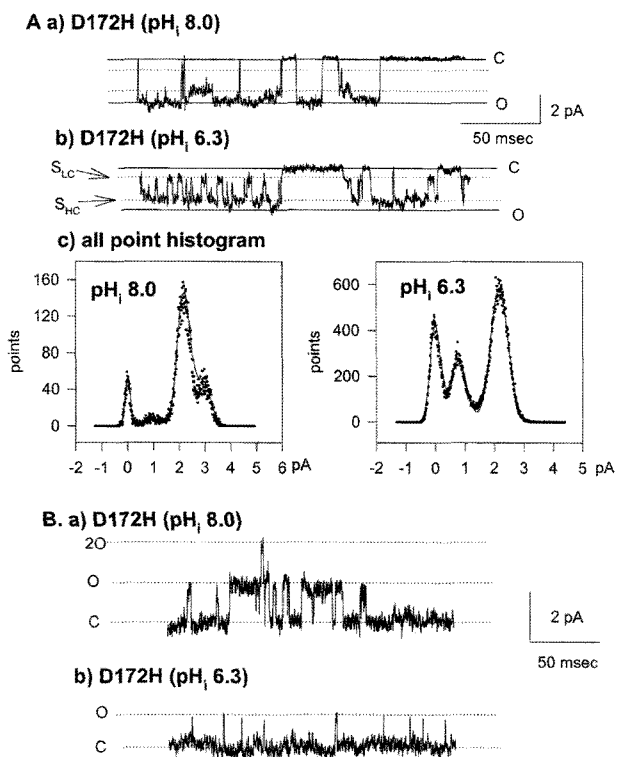 A a) D172H (pHi 8.0)
C
O
2 pA
50 msec
b) D172H (pHi 6.3)
SLC
C
SHC
O
c) all point histogram
160
120
80
40
0
points
pHi 8.0
-2 -1 0 1 2 3 4 5 6 pA
600
400
200
0
points
pHi 6.3
-2 -1 0 1 2 3 4 5 pA
B. a) D172H (pHi 8.0)
2O
O
C
2 pA
50 msec
b) D172H (pHi 6.3)
O
C